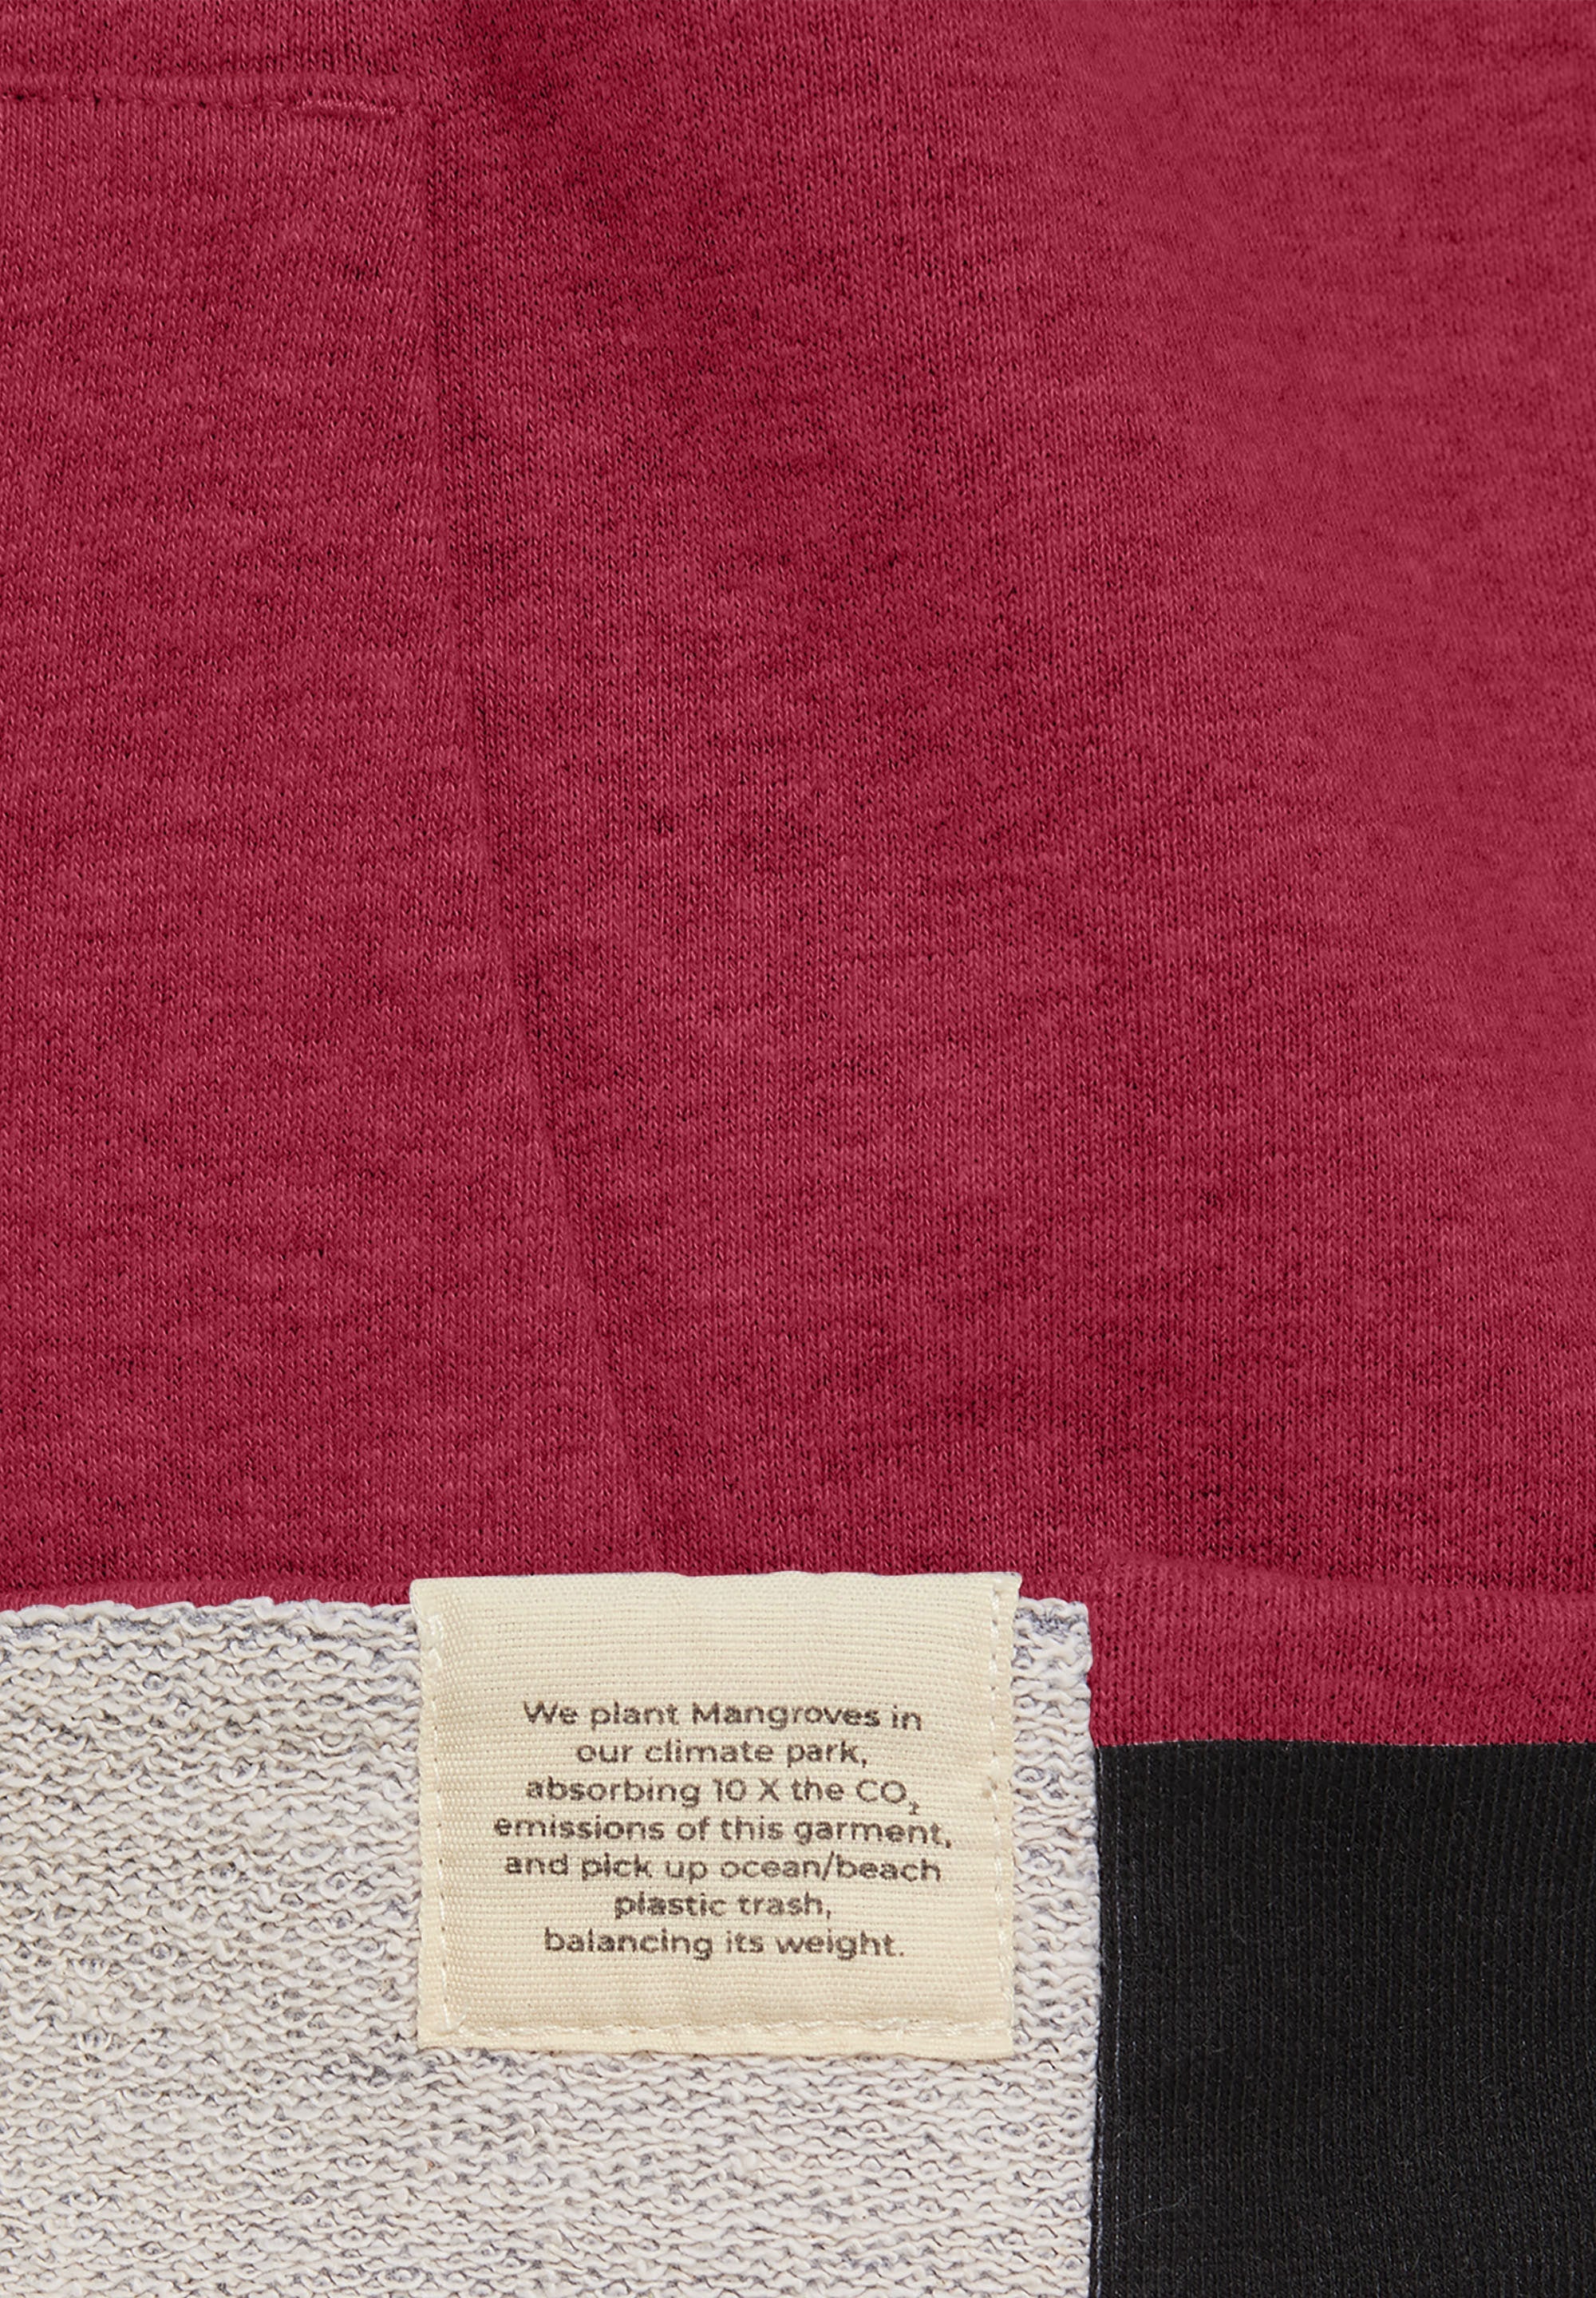 We plant Mangroves in
our climate park,
absorbing 10 X the CO₂
emissions of this garment,
and pick up ocean/beach
plastic trash,
balancing its weight.